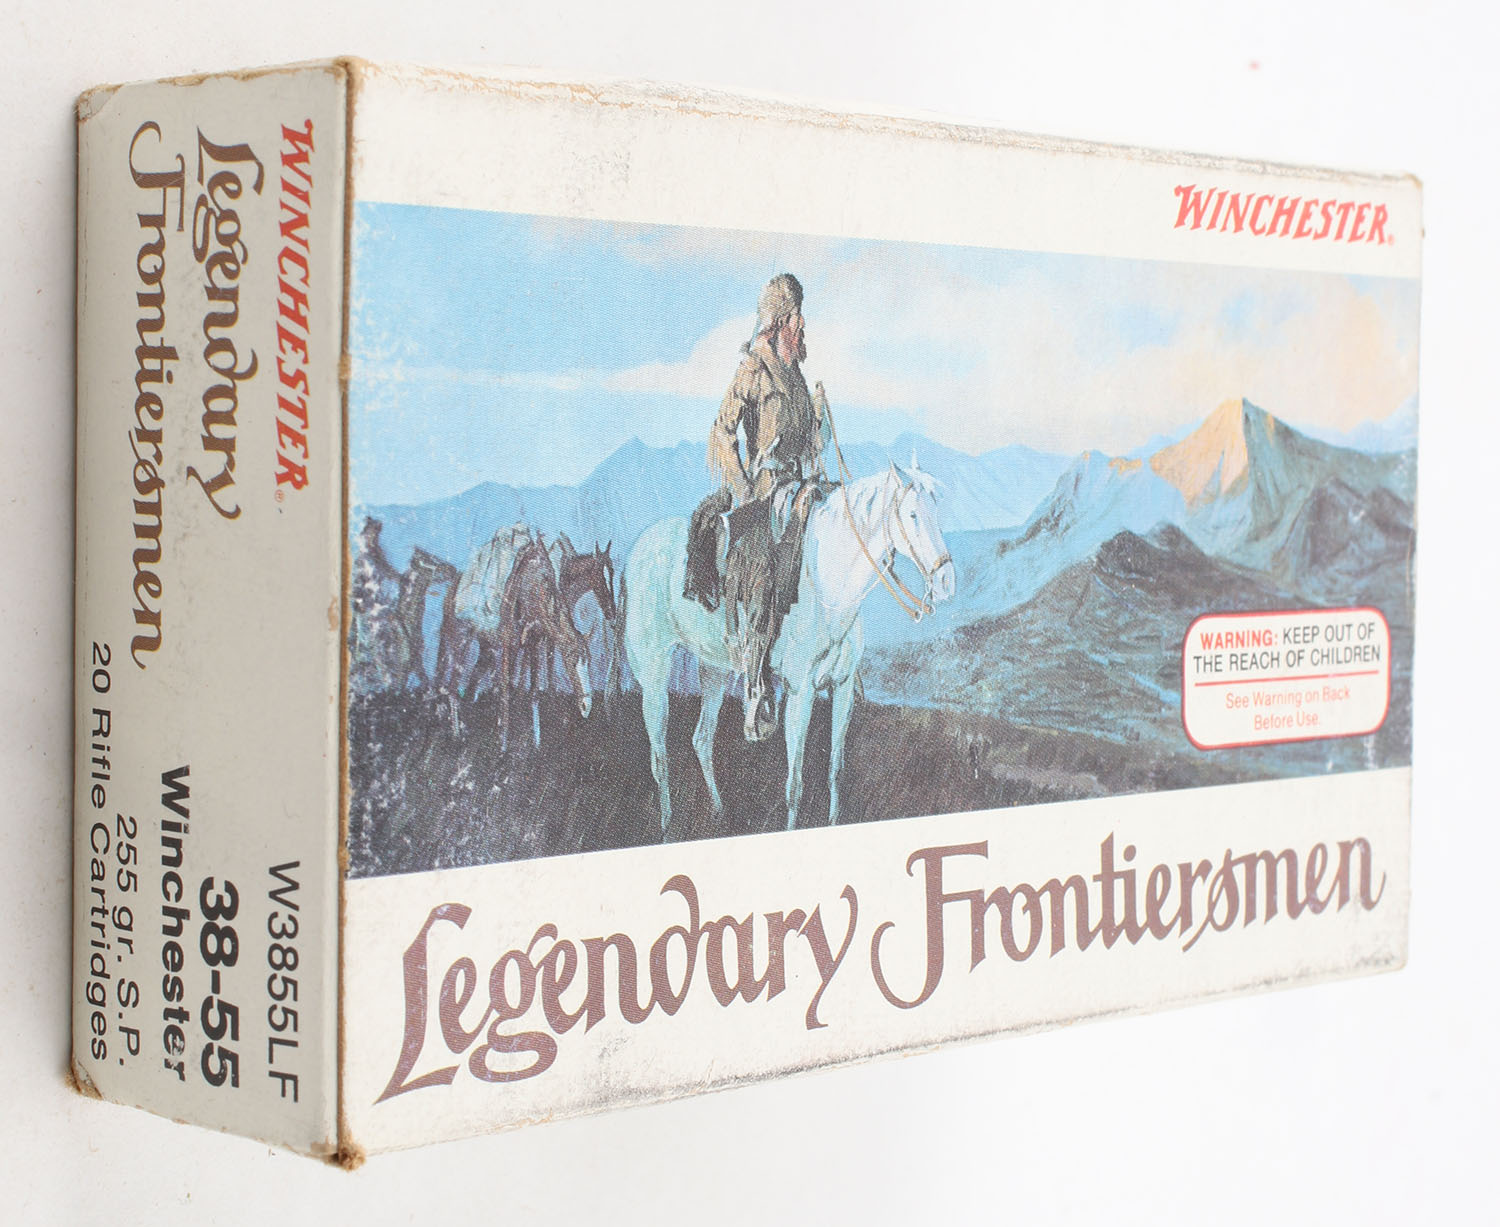 WINCHESTER®
Legendary
Frontiersmen
W3855LF
38-55
Winchester
255 gr. S.P.
20 Rifle Cartridges
WINCHESTER®
WARNING: KEEP OUT OF
THE REACH OF CHILDREN
See Warning on Back
Before Use.
Legendary Frontiersmen